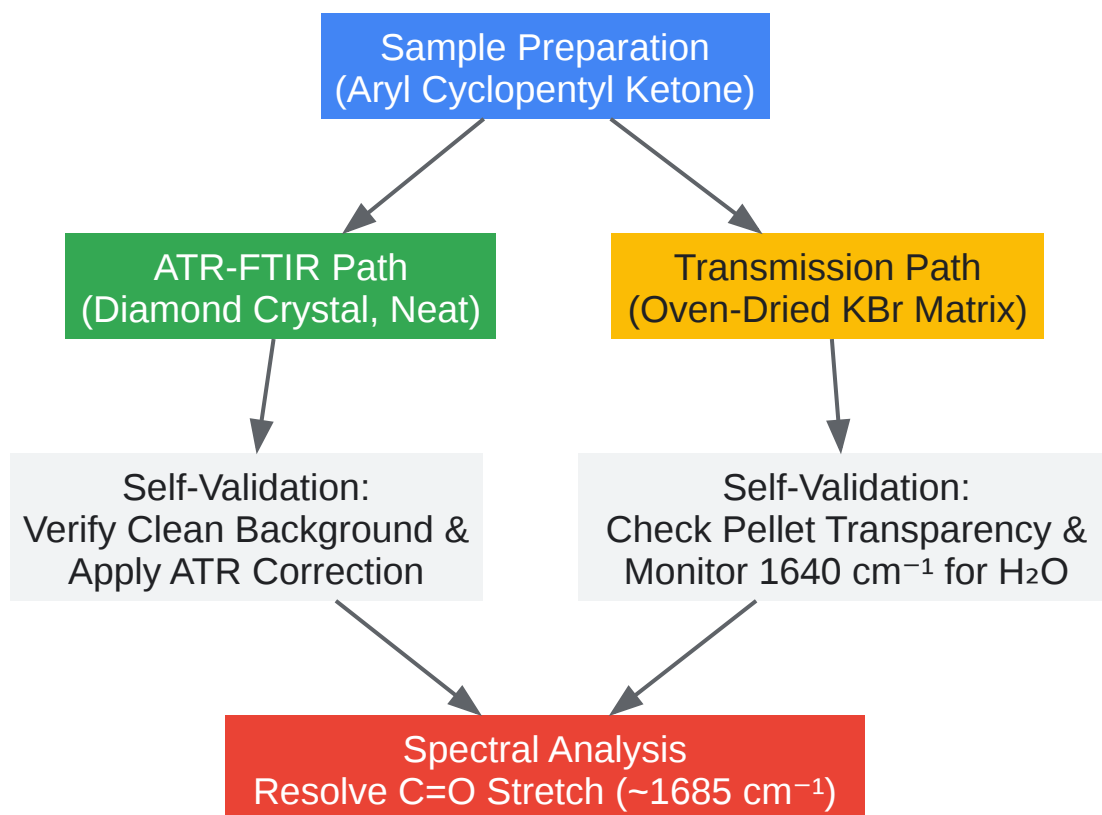 Sample Preparation
(Aryl Cyclopentyl Ketone)
ATR-FTIR Path
(Diamond Crystal, Neat)
Transmission Path
(Oven-Dried KBr Matrix)
Self-Validation:
Verify Clean Background &
Apply ATR Correction
Self-Validation:
Check Pellet Transparency &
Monitor 1640 cm⁻¹ for H₂O
Spectral Analysis
Resolve C=O Stretch (~1685 cm⁻¹)